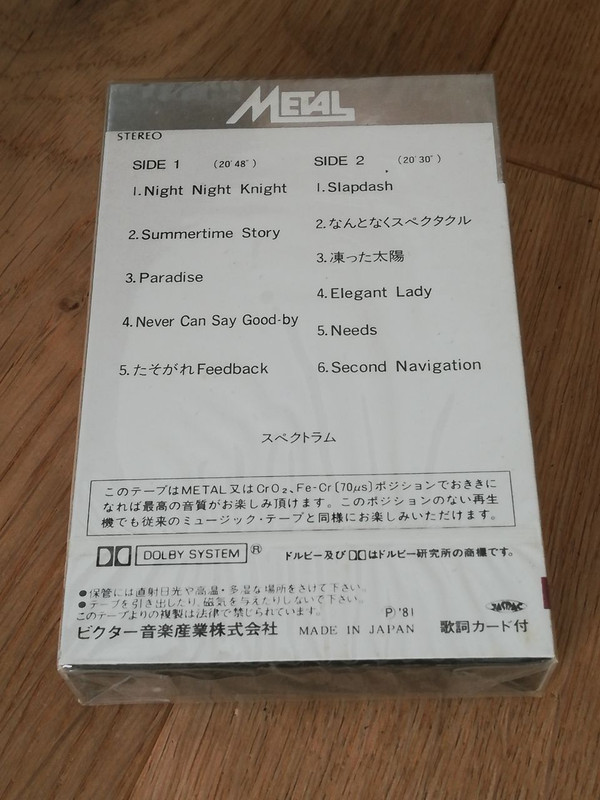 METAL
STEREO
SIDE 1 (20'48")
1. Night Night Knight
2. Summertime Story
3. Paradise
4. Never Can Say Good-by
5. たそがれFeedback
SIDE 2 (20'30")
1. Slapdash
2. なんとなくスペクタクル
3. 凍った太陽
4. Elegant Lady
5. Needs
6. Second Navigation
スペクトラム
このテープはMETAL又はCrO₂、Fe-Cr(70μs)ポジションでおききに
なれば最高の音質がお楽しみ頂けます。このポジションのない再生
機でも従来のミュージック・テープと同様にお楽しみいただけます。
DOLBY SYSTEM ®
ドルビー及び はドルビー研究所の商標です。
●保管には直射日光や高温・多湿な場所をさけて下さい。
●テープを引き出したり、磁気を与えたりしないで下さい。
このテープよりの複製は法律で禁じられています。
P)'81
JASRAC
ビクター音楽産業株式会社 MADE IN JAPAN 歌詞カード付